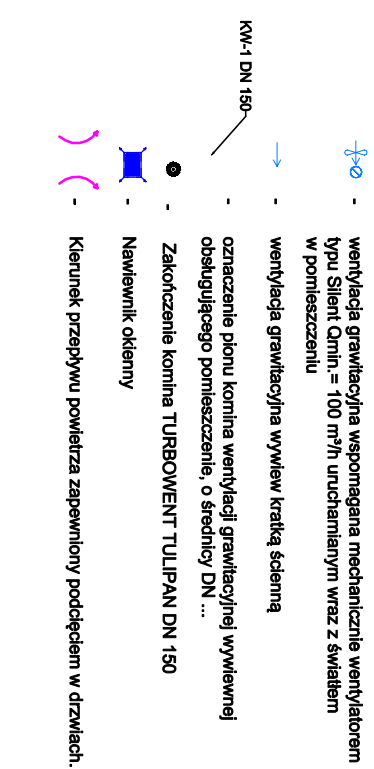 - wentylacja grawitacyjna wspomagana mechanicznie wentylatorem
typu Silent Qmin.= 100 m³/h uruchamianym wraz z światłem
w pomieszczeniu
- wentylacja grawitacyjna wywiew kratką ścienną
KW-1 DN 150
- oznaczenie pionu komina wentylacji grawitacyjnej wywiewnej
obsługującego pomieszczenie, o średnicy DN ...
- Zakończenie komina TURBOWENT TULIPAN DN 150
- Nawiewnik okienny
- Kierunek przepływu powietrza zapewniony podcięciem w drzwiach.